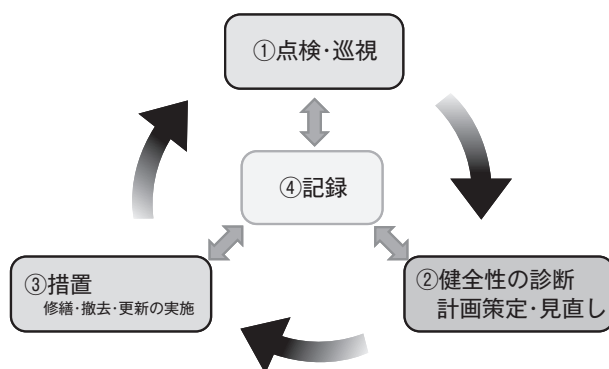 ①点検・巡視
④記録
③措置
修繕・撤去・更新の実施
②健全性の診断
計画策定・見直し